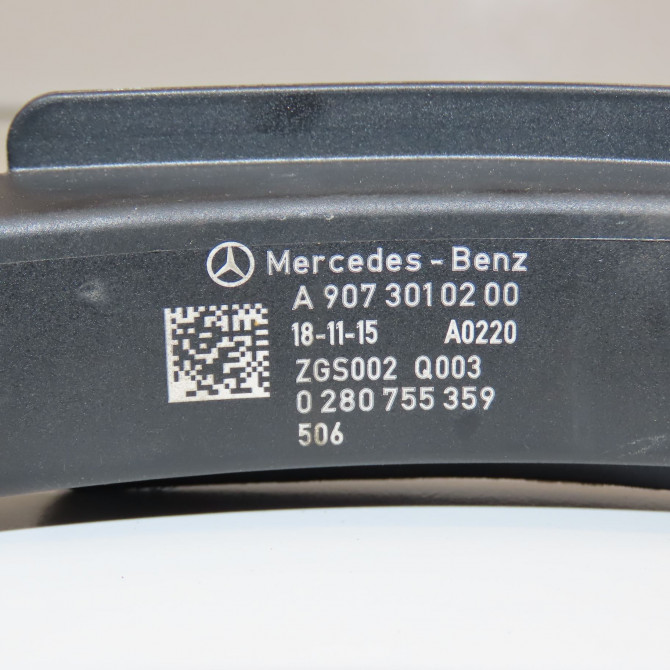 Mercedes - Benz
A 907 301 02 00
18-11-15 A0220
ZGS002 Q003
0 280 755 359
506